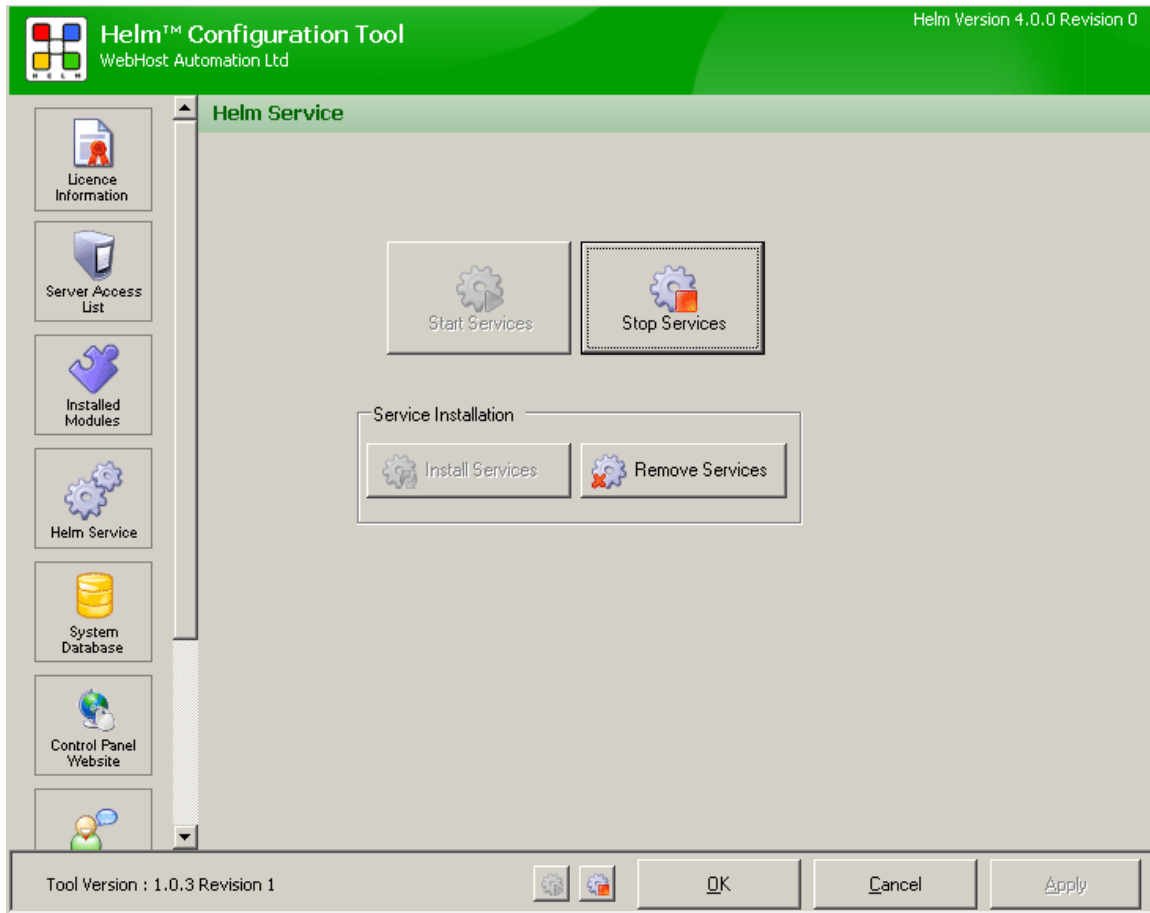 Helm™ Configuration Tool
WebHost Automation Ltd
Helm Version 4.0.0 Revision 0
HELM
Licence
Information
Server Access
List
Installed
Modules
Helm Service
System
Database
Control Panel
Website
Helm Service
Start Services
Stop Services
Service Installation
Install Services
Remove Services
Tool Version : 1.0.3 Revision 1
OK
Cancel
Apply